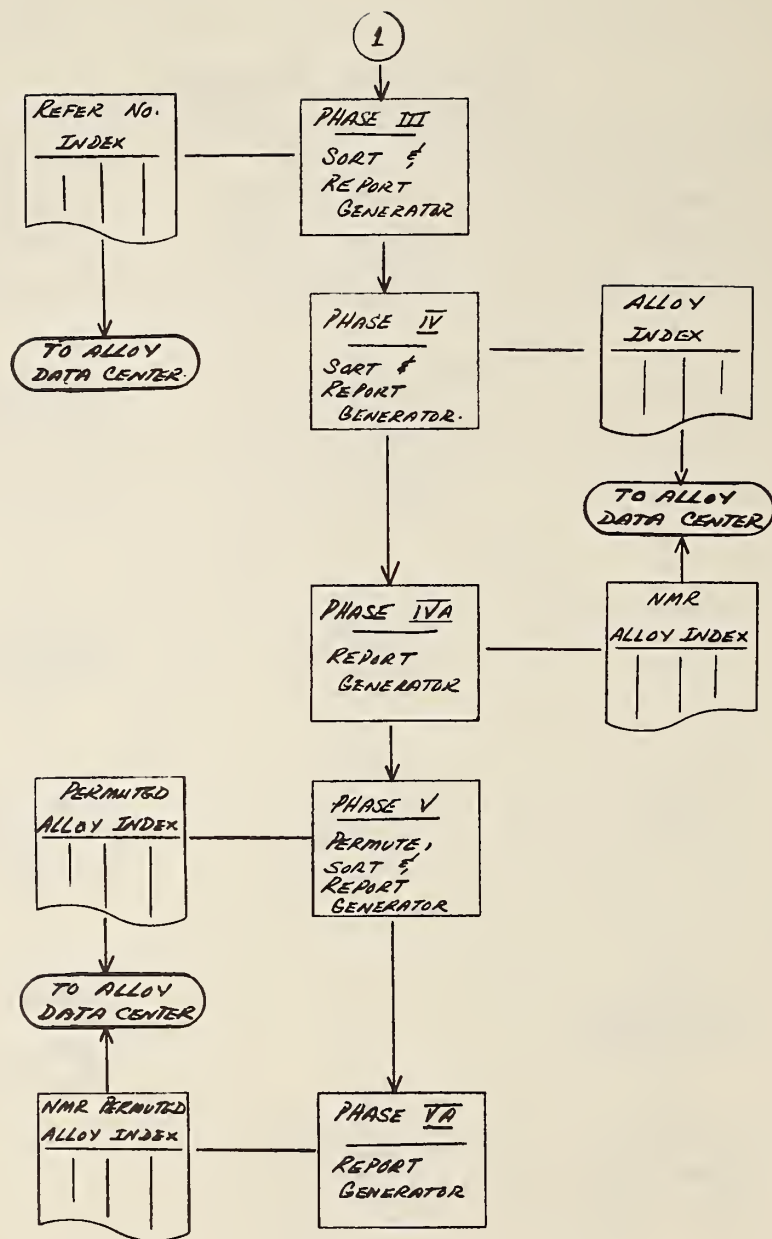 1
REFER NO.
INDEX
PHASE III
SORT &
REPORT
GENERATOR
TO ALLOY
DATA CENTER.
PHASE IV
SORT &
REPORT
GENERATOR.
ALLOY
INDEX
TO ALLOY
DATA CENTER
PHASE IVA
REPORT
GENERATOR
NMR
ALLOY INDEX
PERMUTED
ALLOY INDEX
PHASE V
PERMUTE,
SORT &
REPORT
GENERATOR
TO ALLOY
DATA CENTER
NMR PERMUTED
ALLOY INDEX
PHASE VA
REPORT
GENERATOR